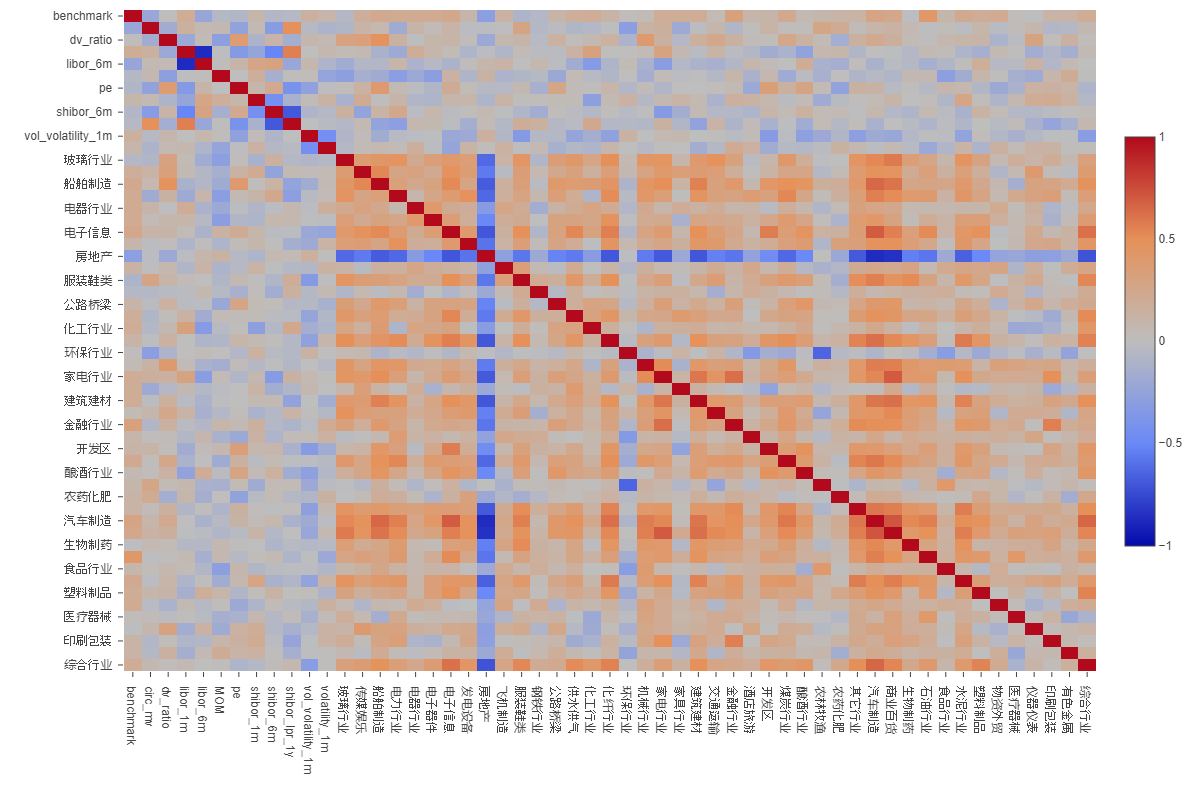 benchmark
dv_ratio
libor_6m
pe
shibor_6m
vol_volatility_1m
玻璃行业
船舶制造
电器行业
电子信息
房地产
服装鞋类
公路桥梁
化工行业
环保行业
家电行业
建筑建材
金融行业
开发区
酿酒行业
农药化肥
汽车制造
生物制药
食品行业
塑料制品
医疗器械
印刷包装
综合行业
benchmark
circ_mv
dv_ratio
libor_1m
libor_6m
MOM
pe
shibor_1m
shibor_6m
shibor_lpr_1y
vol_volatility_1m
volatility_1m
玻璃行业
传媒娱乐
船舶制造
电力行业
电器行业
电子器件
电子信息
发电设备
房地产
飞机制造
服装鞋类
钢铁行业
公路桥梁
供水供气
化工行业
化纤行业
环保行业
机械行业
家电行业
家具行业
建筑建材
交通运输
金融行业
酒店旅游
开发区
煤炭行业
酿酒行业
农林牧渔
农药化肥
其它行业
汽车制造
商业百货
生物制药
石油行业
食品行业
水泥行业
塑料制品
物资外贸
医疗器械
仪器仪表
印刷包装
有色金属
综合行业
1
0.5
0
−0.5
−1